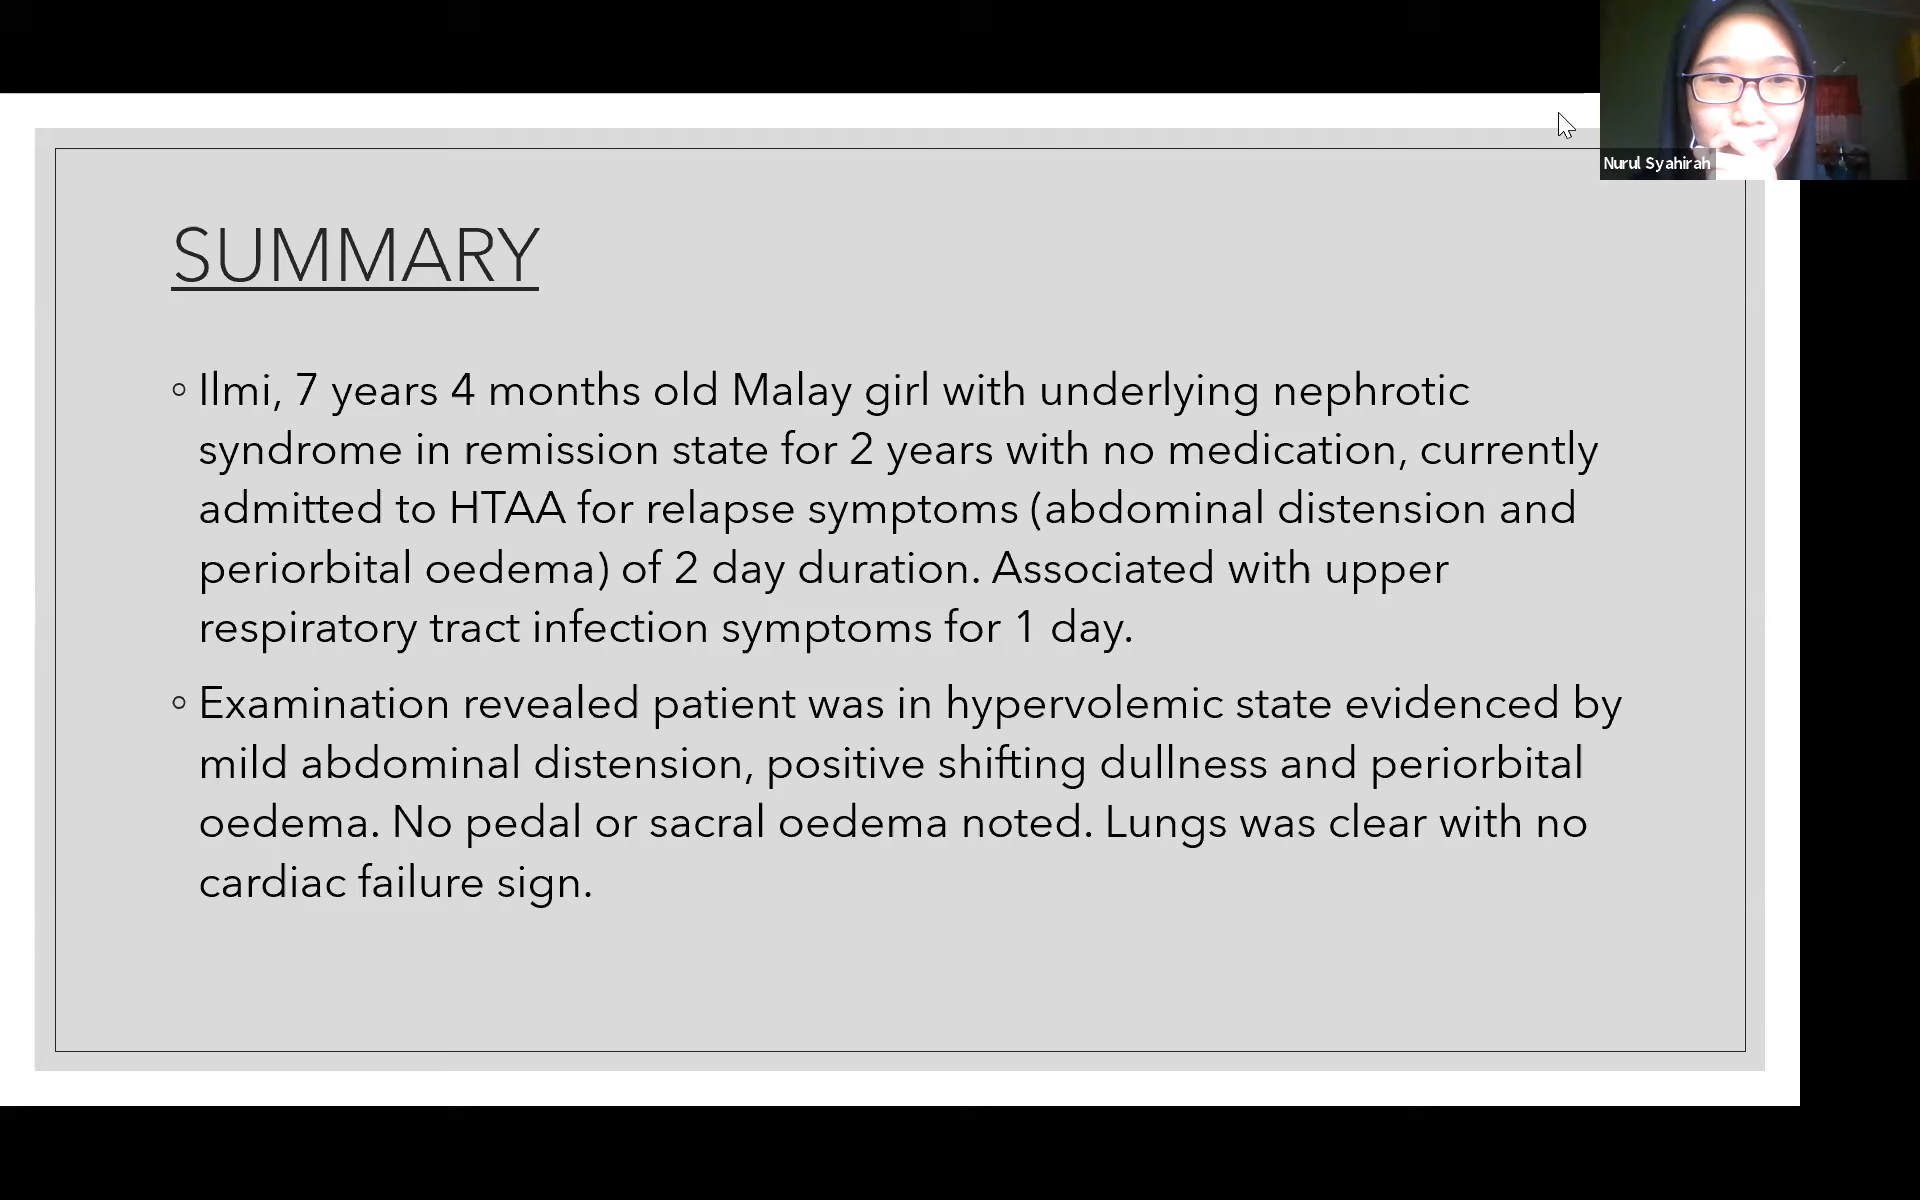 Nurul Syahirah
SUMMARY
◦ Ilmi, 7 years 4 months old Malay girl with underlying nephrotic
syndrome in remission state for 2 years with no medication, currently
admitted to HTAA for relapse symptoms (abdominal distension and
periorbital oedema) of 2 day duration. Associated with upper
respiratory tract infection symptoms for 1 day.
◦ Examination revealed patient was in hypervolemic state evidenced by
mild abdominal distension, positive shifting dullness and periorbital
oedema. No pedal or sacral oedema noted. Lungs was clear with no
cardiac failure sign.